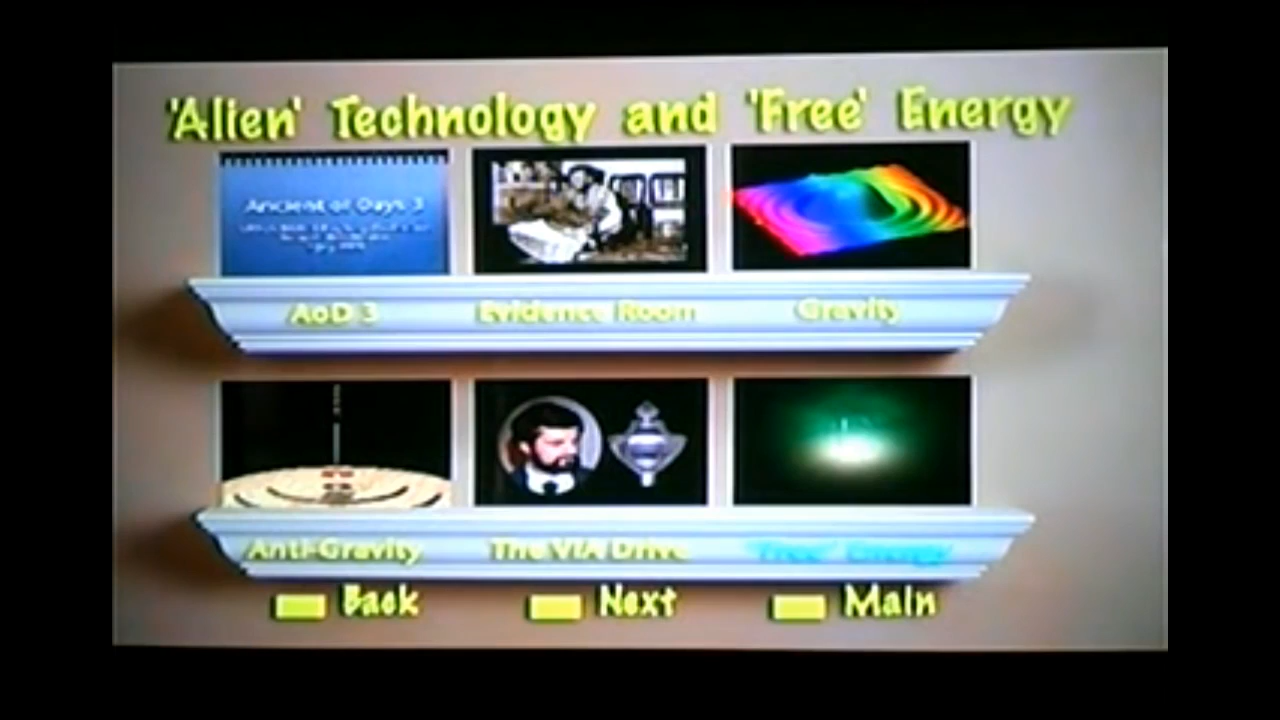 'Alien' Technology and 'Free' Energy
Ancient of Days 3
AoD 3
Evidence Room
Gravity
Anti-Gravity
The VIA Drive
"Free" Energy
Back
Next
Main